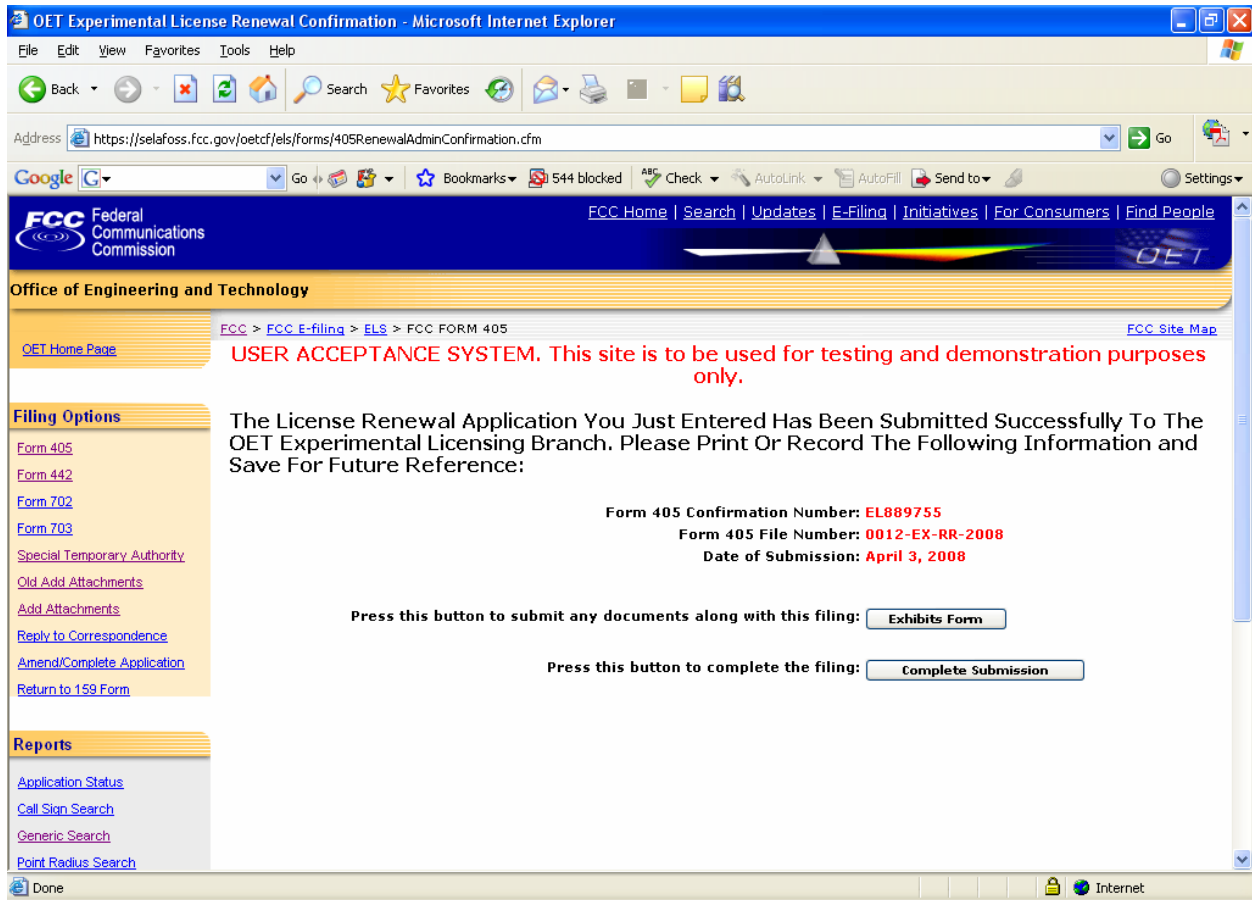 OET Experimental License Renewal Confirmation - Microsoft Internet Explorer
File Edit View Favorites Tools Help
Back Search Favorites
Address https://selafoss.fcc.gov/oetcf/els/forms/405RenewalAdminConfirmation.cfm Go
Google G Go Bookmarks 544 blocked ABC Check AutoLink AutoFill Send to Settings
FCC Federal Communications Commission
FCC Home | Search | Updates | E-Filing | Initiatives | For Consumers | Find People
OET
Office of Engineering and Technology
FCC > FCC E-filing > ELS > FCC FORM 405 FCC Site Map
OET Home Page
USER ACCEPTANCE SYSTEM. This site is to be used for testing and demonstration purposes
only.
Filing Options
Form 405
Form 442
Form 702
Form 703
Special Temporary Authority
Old Add Attachments
Add Attachments
Reply to Correspondence
Amend/Complete Application
Return to 159 Form
Reports
Application Status
Call Sign Search
Generic Search
Point Radius Search
The License Renewal Application You Just Entered Has Been Submitted Successfully To The
OET Experimental Licensing Branch. Please Print Or Record The Following Information and
Save For Future Reference:
Form 405 Confirmation Number: EL889755
Form 405 File Number: 0012-EX-RR-2008
Date of Submission: April 3, 2008
Press this button to submit any documents along with this filing: Exhibits Form
Press this button to complete the filing: Complete Submission
Done Internet